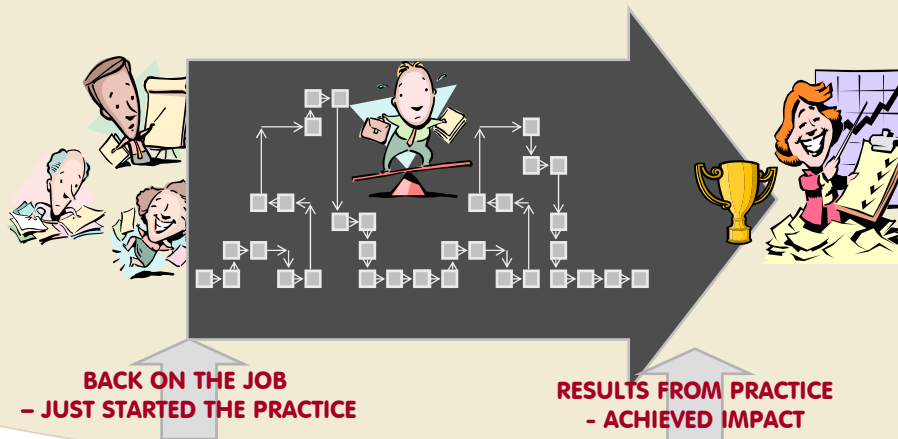 BACK ON THE JOB
– JUST STARTED THE PRACTICE
RESULTS FROM PRACTICE
- ACHIEVED IMPACT